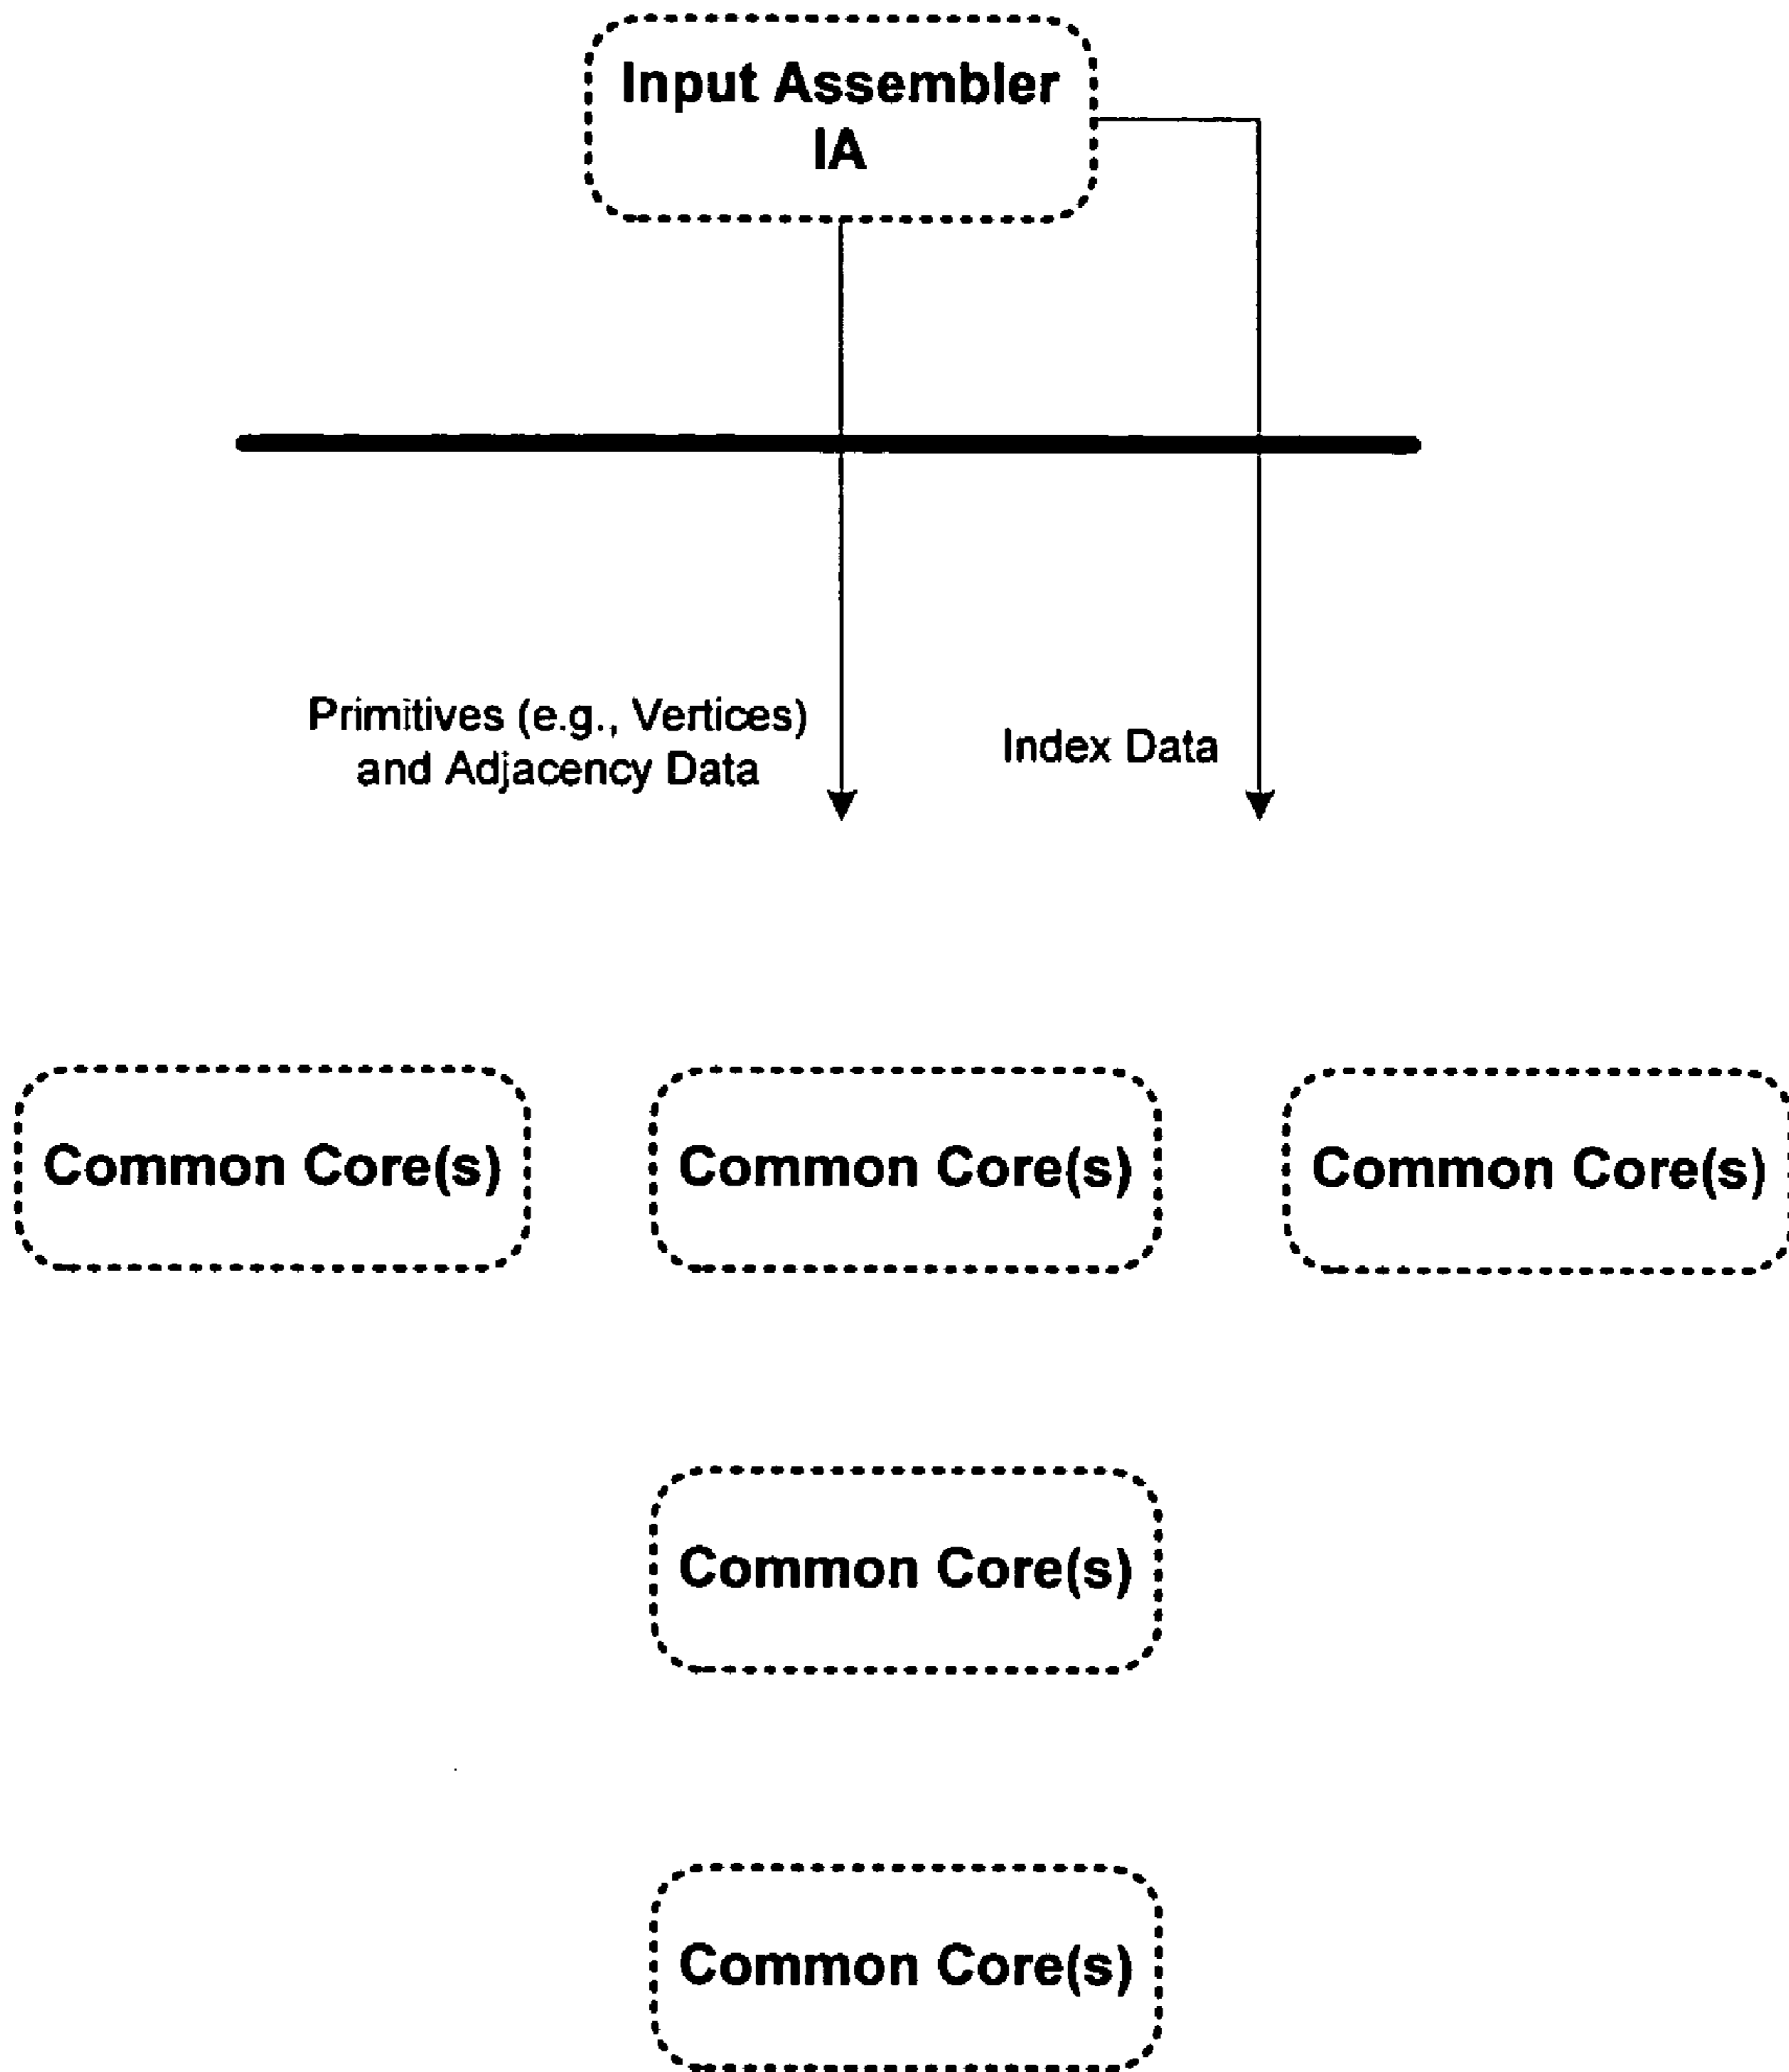 Input Assembler
IA
Primitives (e.g., Vertices)
and Adjacency Data
Index Data
Common Core(s)
Common Core(s)
Common Core(s)
Common Core(s)
Common Core(s)